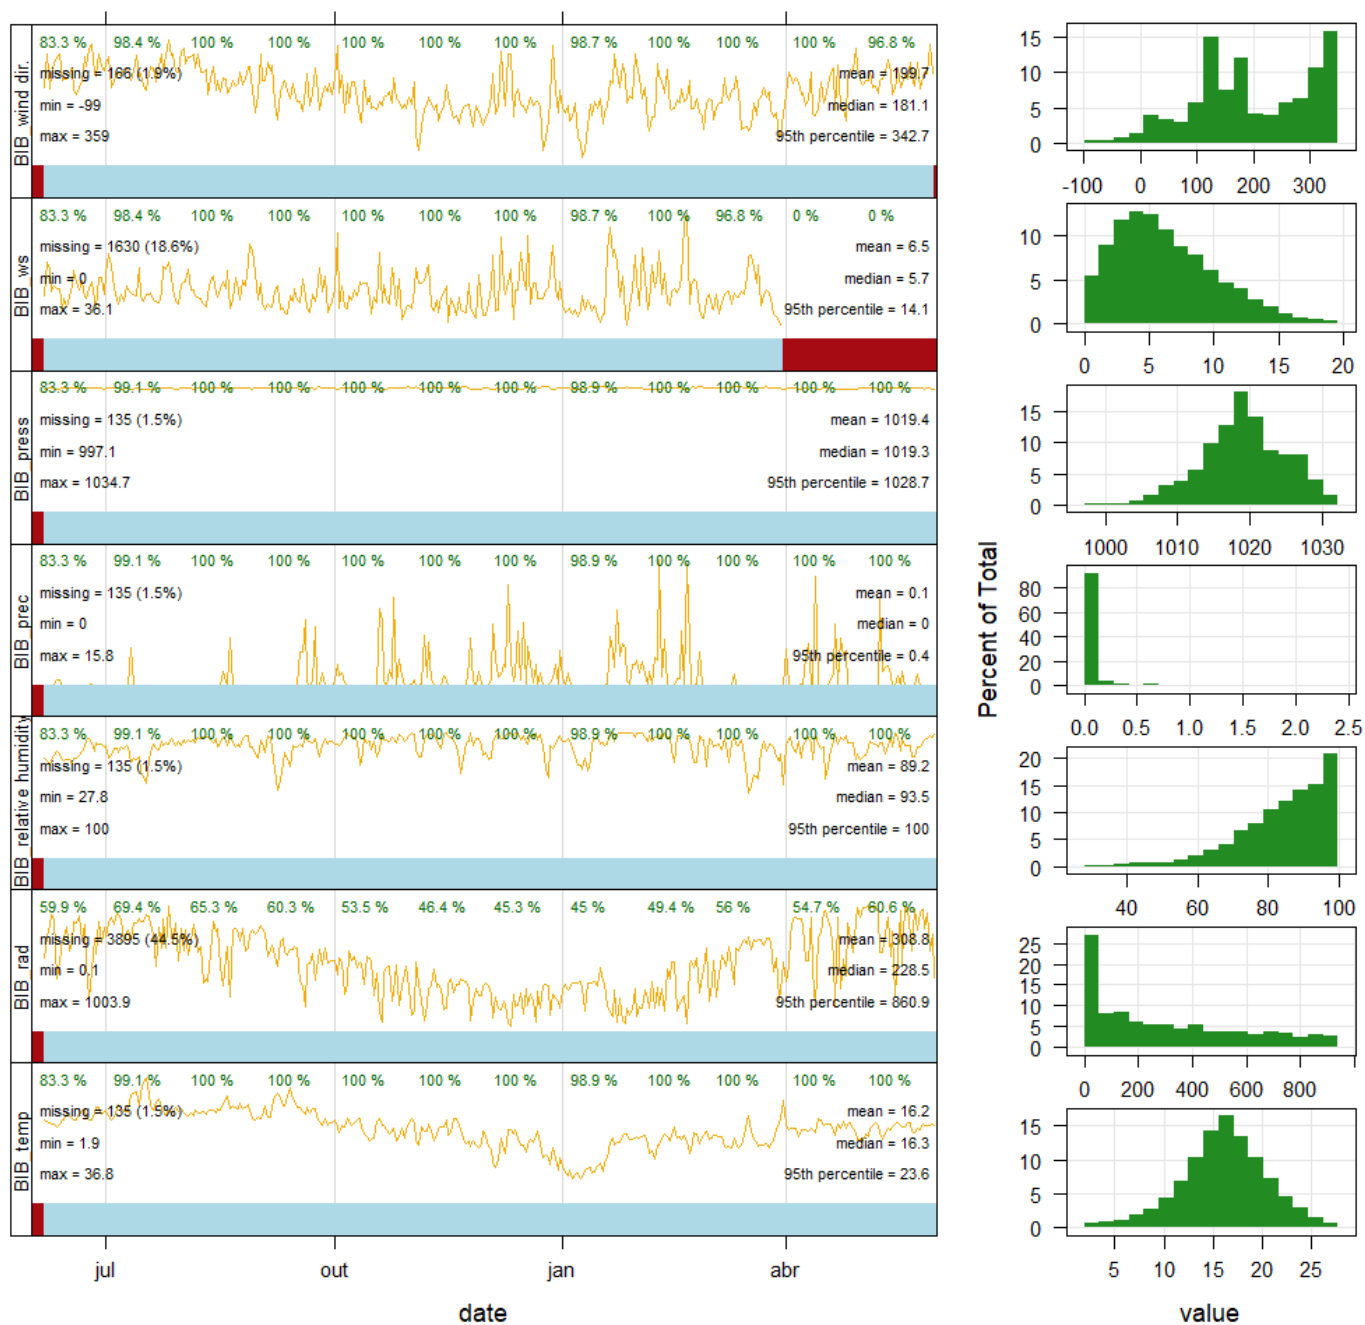 BIB wind dir.
83.3 % 98.4 % 100 % 100 % 100 % 100 % 100 % 98.7 % 100 % 100 % 100 % 96.8 %
missing = 166 (1.9%) mean = 199.7
min = -99 median = 181.1
max = 359 95th percentile = 342.7
BIB ws
83.3 % 98.4 % 100 % 100 % 100 % 100 % 100 % 98.7 % 100 % 96.8 % 0 % 0 %
missing = 1630 (18.6%) mean = 6.5
min = 0 median = 5.7
max = 36.1 95th percentile = 14.1
BIB press
83.3 % 99.1 % 100 % 100 % 100 % 100 % 100 % 98.9 % 100 % 100 % 100 % 100 %
missing = 135 (1.5%) mean = 1019.4
min = 997.1 median = 1019.3
max = 1034.7 95th percentile = 1028.7
BIB prec
83.3 % 99.1 % 100 % 100 % 100 % 100 % 100 % 98.9 % 100 % 100 % 100 % 100 %
missing = 135 (1.5%) mean = 0.1
min = 0 median = 0
max = 15.8 95th percentile = 0.4
BIB relative humidity
83.3 % 99.1 % 100 % 100 % 100 % 100 % 100 % 98.9 % 100 % 100 % 100 % 100 %
missing = 135 (1.5%) mean = 89.2
min = 27.8 median = 93.5
max = 100 95th percentile = 100
BIB rad
59.9 % 69.4 % 65.3 % 60.3 % 53.5 % 46.4 % 45.3 % 45 % 49.4 % 56 % 54.7 % 60.6 %
missing = 3895 (44.5%) mean = 308.8
min = 0.1 median = 228.5
max = 1003.9 95th percentile = 860.9
BIB temp
83.3 % 99.1 % 100 % 100 % 100 % 100 % 100 % 98.9 % 100 % 100 % 100 % 100 %
missing = 135 (1.5%) mean = 16.2
min = 1.9 median = 16.3
max = 36.8 95th percentile = 23.6
jul out jan abr
date
Percent of Total
15
10
5
0
-100 0 100 200 300
10
5
0
0 5 10 15 20
15
10
5
0
1000 1010 1020 1030
80
60
40
20
0
0.0 0.5 1.0 1.5 2.0 2.5
20
15
10
5
0
40 60 80 100
25
20
15
10
5
0
0 200 400 600 800
15
10
5
0
5 10 15 20 25
value